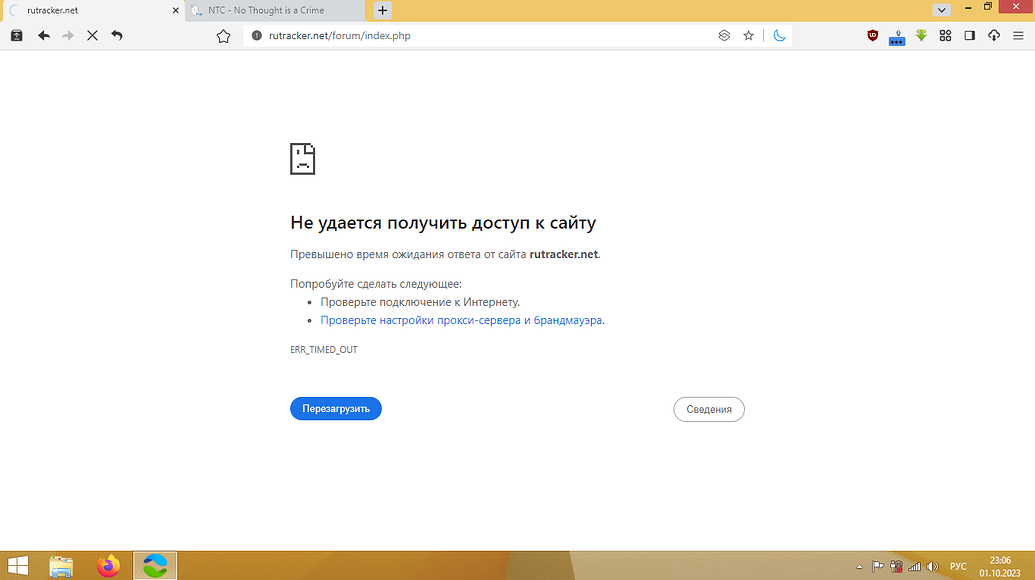 rutracker.net
NTC - No Thought is a Crime
rutracker.net/forum/index.php
Не удается получить доступ к сайту
Превышено время ожидания ответа от сайта rutracker.net.
Попробуйте сделать следующее:
Проверьте подключение к Интернету.
Проверьте настройки прокси-сервера и брандмауэра.
ERR_TIMED_OUT
Перезагрузить
Сведения
РУС
23:06
01.10.2023